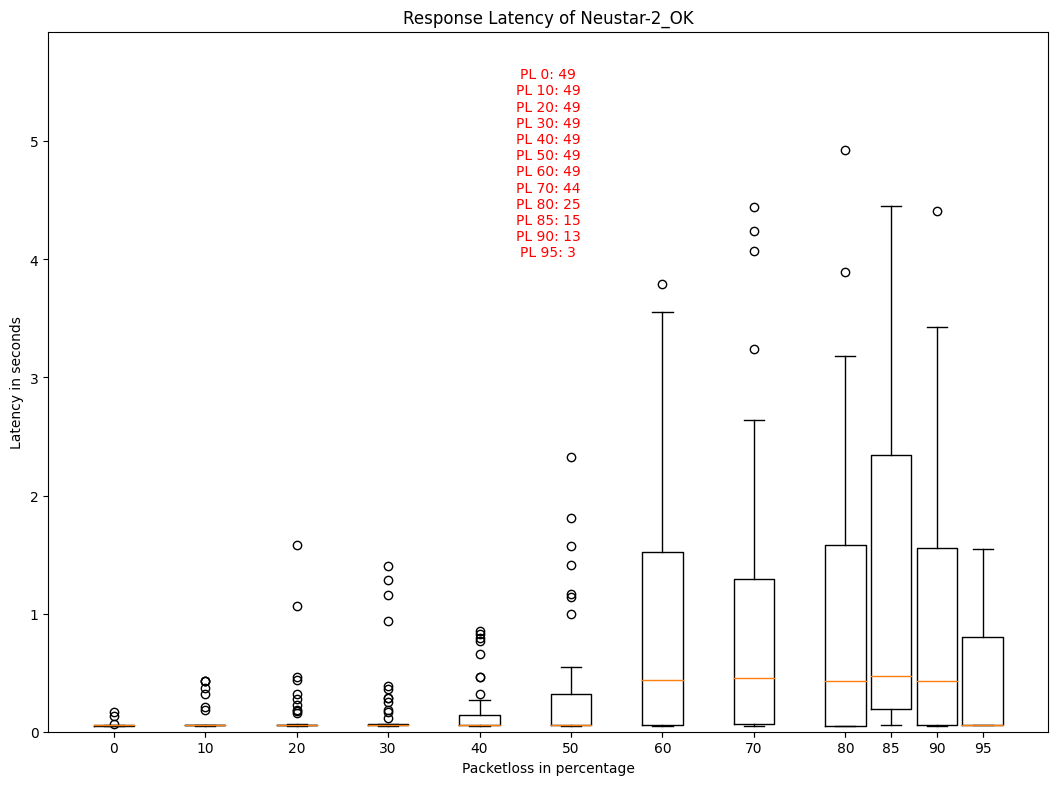 Response Latency of Neustar-2_OK
PL 0: 49
PL 10: 49
PL 20: 49
PL 30: 49
PL 40: 49
PL 50: 49
PL 60: 49
PL 70: 44
PL 80: 25
PL 85: 15
PL 90: 13
PL 95: 3
Latency in seconds
5
4
3
2
1
0
0 10 20 30 40 50 60 70 80 85 90 95
Packetloss in percentage